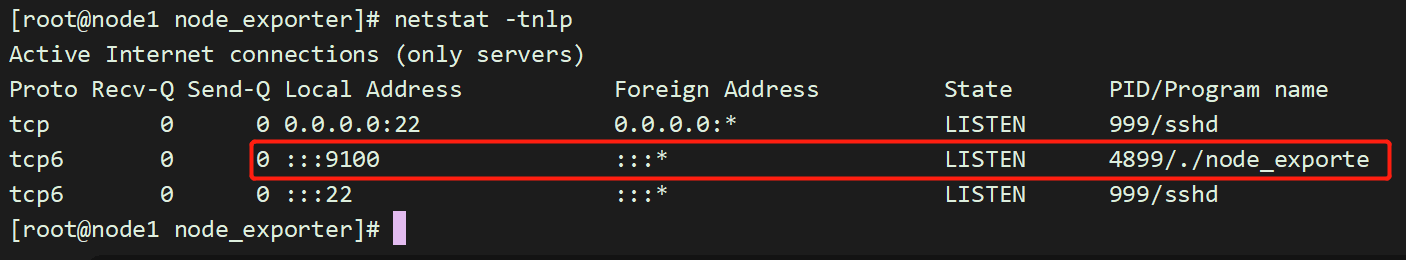 [root@node1 node_exporter]# netstat -tnlp
Active Internet connections (only servers)
Proto Recv-Q Send-Q Local Address           Foreign Address         State       PID/Program name
tcp        0      0 0.0.0.0:22              0.0.0.0:*               LISTEN      999/sshd
tcp6       0      0 :::9100                 :::*                    LISTEN      4899/./node_exporte
tcp6       0      0 :::22                   :::*                    LISTEN      999/sshd
[root@node1 node_exporter]#